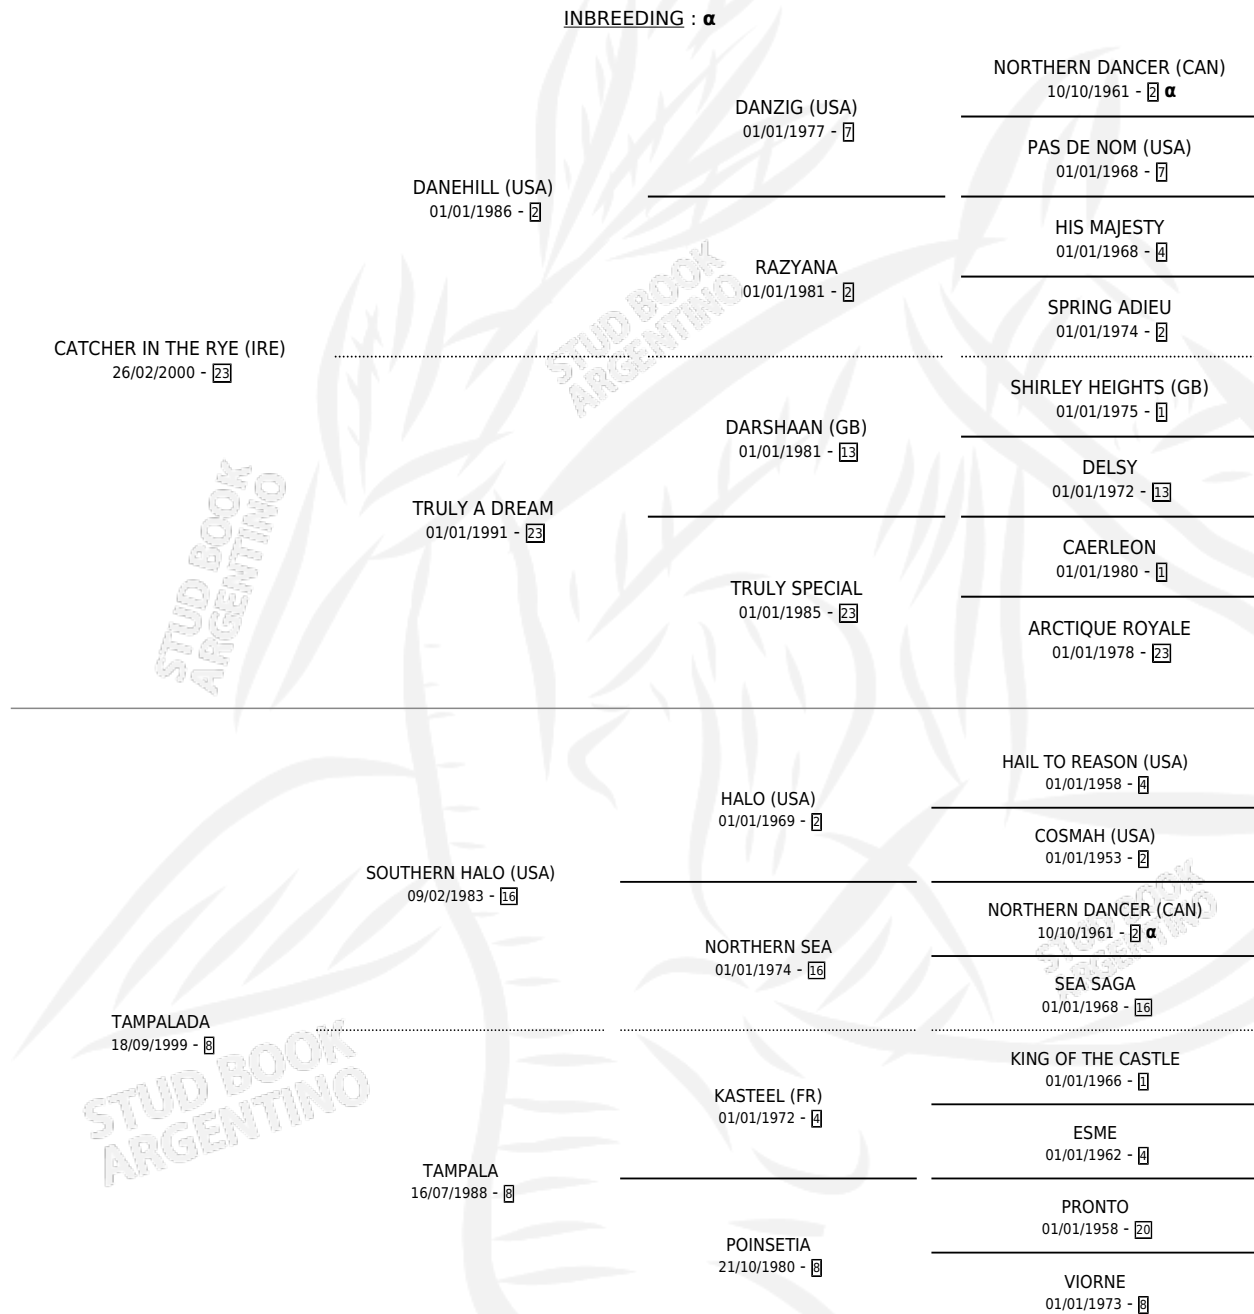 INBREEDING : α
NORTHERN DANCER (CAN)
10/10/1961 - 2 α
DANZIG (USA)
01/01/1977 - 7
PAS DE NOM (USA)
01/01/1968 - 7
DANEHILL (USA)
01/01/1986 - 2
HIS MAJESTY
01/01/1968 - 4
RAZYANA
01/01/1981 - 2
SPRING ADIEU
01/01/1974 - 2
CATCHER IN THE RYE (IRE)
26/02/2000 - 23
SHIRLEY HEIGHTS (GB)
01/01/1975 - 1
DARSHAAN (GB)
01/01/1981 - 13
DELSY
01/01/1972 - 13
TRULY A DREAM
01/01/1991 - 23
CAERLEON
01/01/1980 - 1
TRULY SPECIAL
01/01/1985 - 23
ARCTIQUE ROYALE
01/01/1978 - 23
HAIL TO REASON (USA)
01/01/1958 - 4
HALO (USA)
01/01/1969 - 2
COSMAH (USA)
01/01/1953 - 2
SOUTHERN HALO (USA)
09/02/1983 - 16
NORTHERN DANCER (CAN)
10/10/1961 - 2 α
NORTHERN SEA
01/01/1974 - 16
SEA SAGA
01/01/1968 - 16
TAMPALADA
18/09/1999 - 8
KING OF THE CASTLE
01/01/1966 - 1
KASTEEL (FR)
01/01/1972 - 4
ESME
01/01/1962 - 4
TAMPALA
16/07/1988 - 8
PRONTO
01/01/1958 - 20
POINSETIA
21/10/1980 - 8
VIORNE
01/01/1973 - 8
STUD BOOK
ARGENTINO
STUD BOOK
ARGENTINO
STUD BOOK
ARGENTINO
STUD BOOK
ARGENTINO